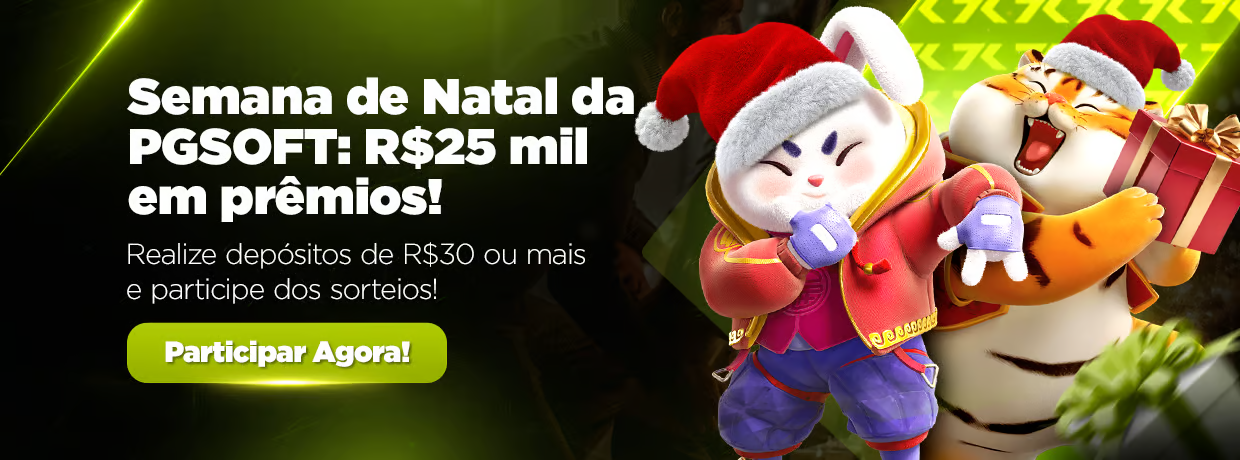 Semana de Natal da
PGSOFT: R$25 mil
em prêmios!
Realize depósitos de R$30 ou mais
e participe dos sorteios!
Participar Agora!